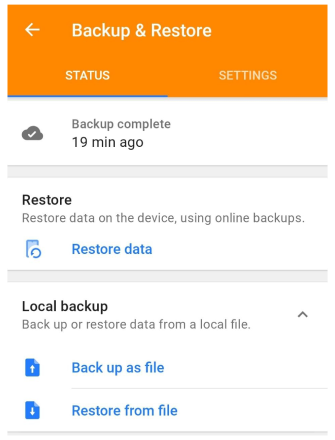 Backup & Restore
STATUS
SETTINGS
Backup complete
19 min ago
Restore
Restore data on the device, using online backups.
Restore data
Local backup
Back up or restore data from a local file.
Back up as file
Restore from file